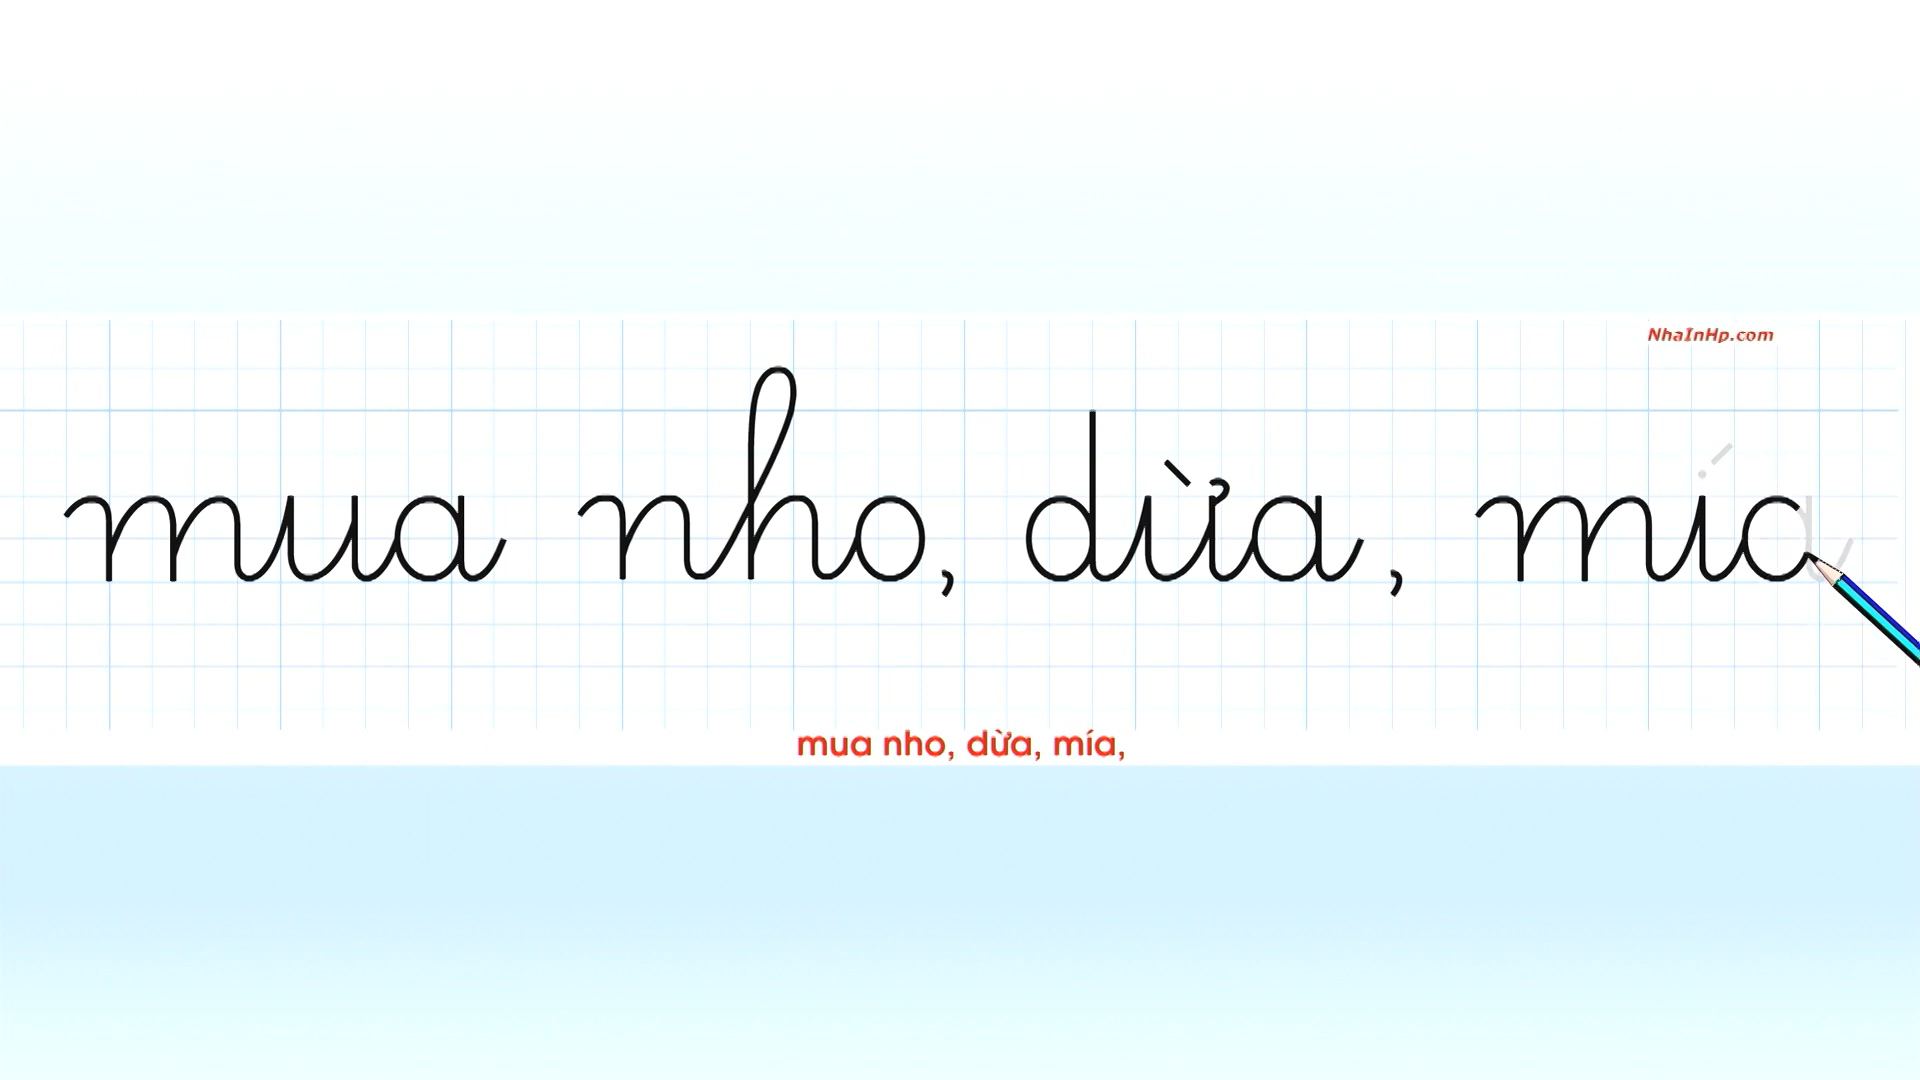 NhaInHp.com
mua nho, dừa, mía
mua nho, dừa, mía,